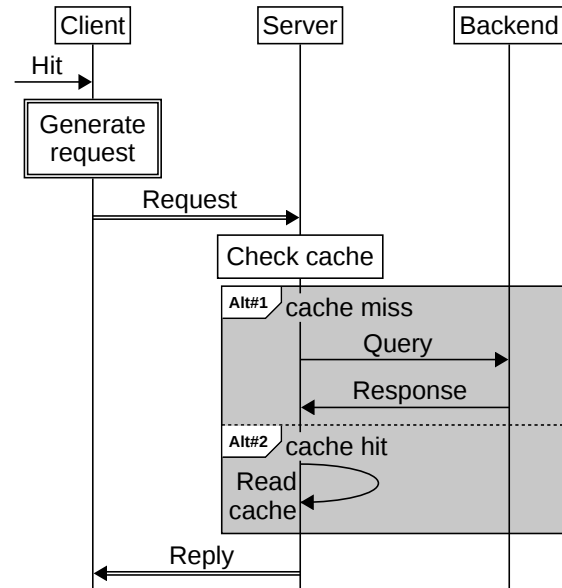 Client
Server
Backend
Hit
Generate
request
Request
Check cache
Alt#1
cache miss
Query
Response
Alt#2
cache hit
Read
cache
Reply